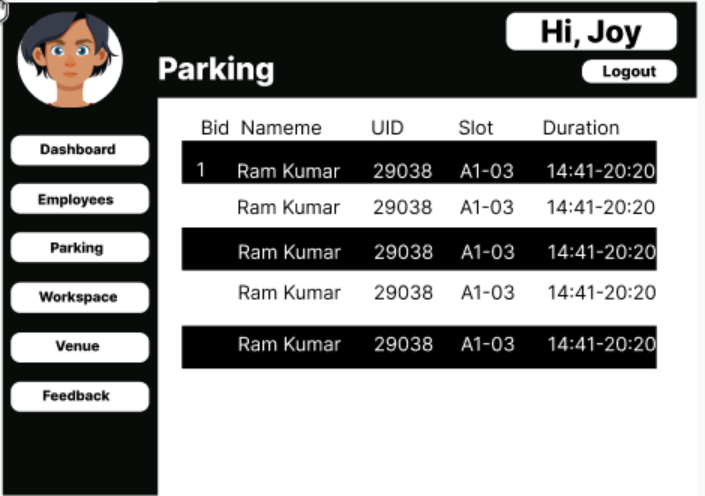 Hi, Joy
Parking
Logout
Dashboard
Employees
Parking
Workspace
Venue
Feedback
Bid Nameme UID Slot Duration
1 Ram Kumar 29038 A1-03 14:41-20:20
Ram Kumar 29038 A1-03 14:41-20:20
Ram Kumar 29038 A1-03 14:41-20:20
Ram Kumar 29038 A1-03 14:41-20:20
Ram Kumar 29038 A1-03 14:41-20:20